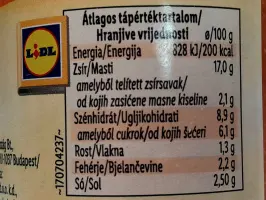 Átlagos tápértéktartalom/
Hranjive vrijednosti ø/100 g
LIDL
Energia/Energija 828 kJ/200 kcal
Zsír/Masti 17,0 g
amelyből telített zsírsavak/
od kojih zasićene masne kiseline 2,1 g
Szénhidrát/Ugljikohidrati 8,9 g
amelyből cukrok/od kojih šećeri 6,1 g
Rost/Vlakna 1,3 g
Fehérje/Bjelančevine 2,2 g
Só/Sol 2,50 g
Budapest/
~170704237~